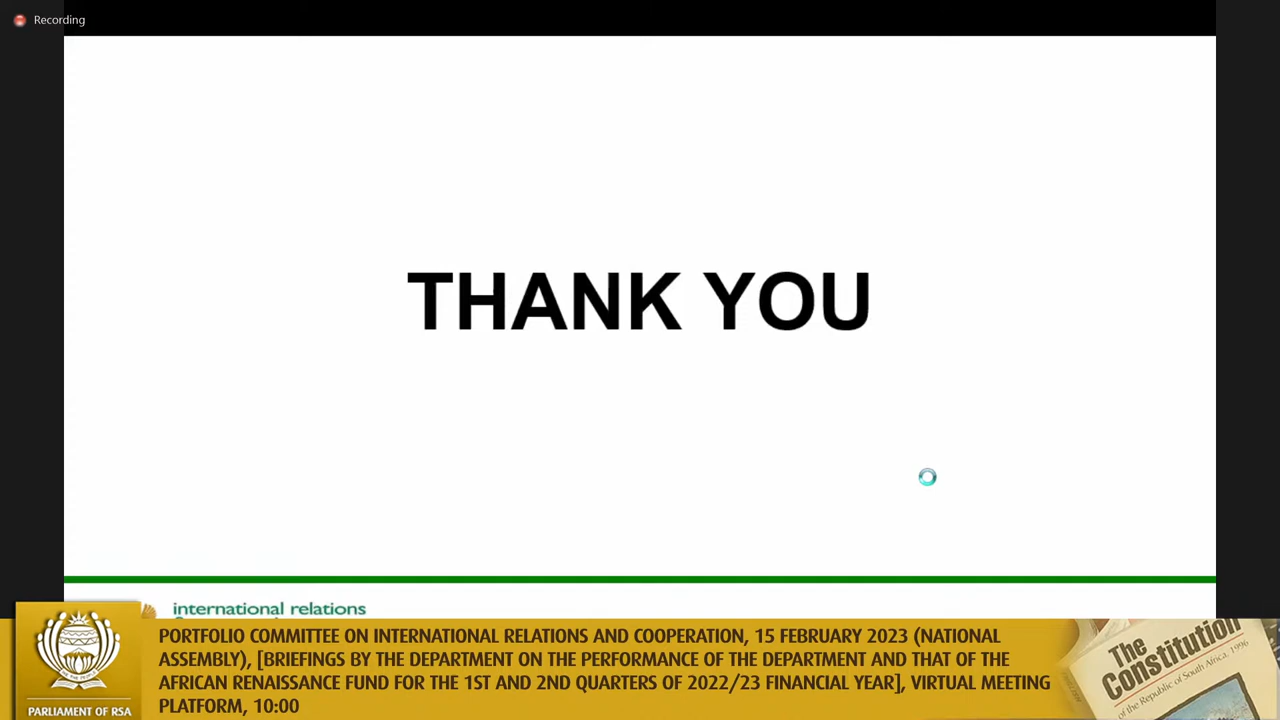 Recording
THANK YOU
international relations
PORTFOLIO COMMITTEE ON INTERNATIONAL RELATIONS AND COOPERATION, 15 FEBRUARY 2023 (NATIONAL
ASSEMBLY), [BRIEFINGS BY THE DEPARTMENT ON THE PERFORMANCE OF THE DEPARTMENT AND THAT OF THE
AFRICAN RENAISSANCE FUND FOR THE 1ST AND 2ND QUARTERS OF 2022/23 FINANCIAL YEAR], VIRTUAL MEETING
PLATFORM, 10:00
PARLIAMENT OF RSA
The
Constitution
of the Republic of South Africa, 1996